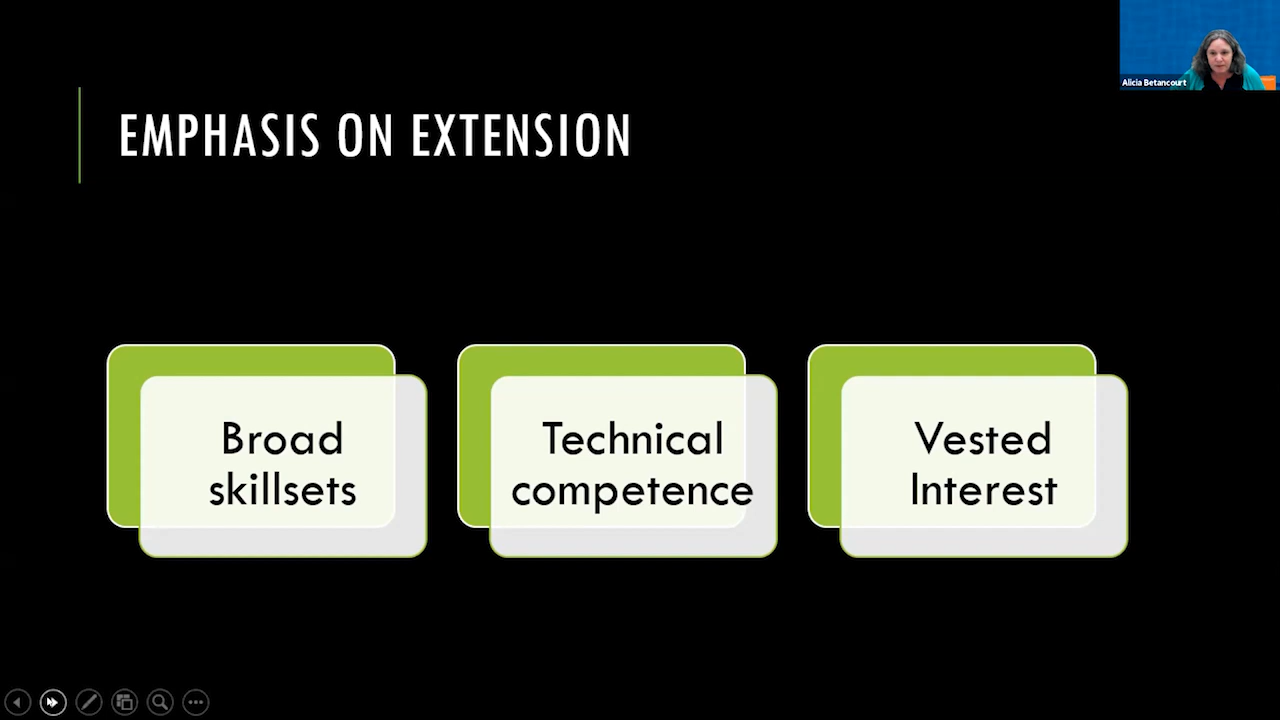 Alicia Betancourt
EMPHASIS ON EXTENSION
Broad
skillsets
Technical
competence
Vested
Interest